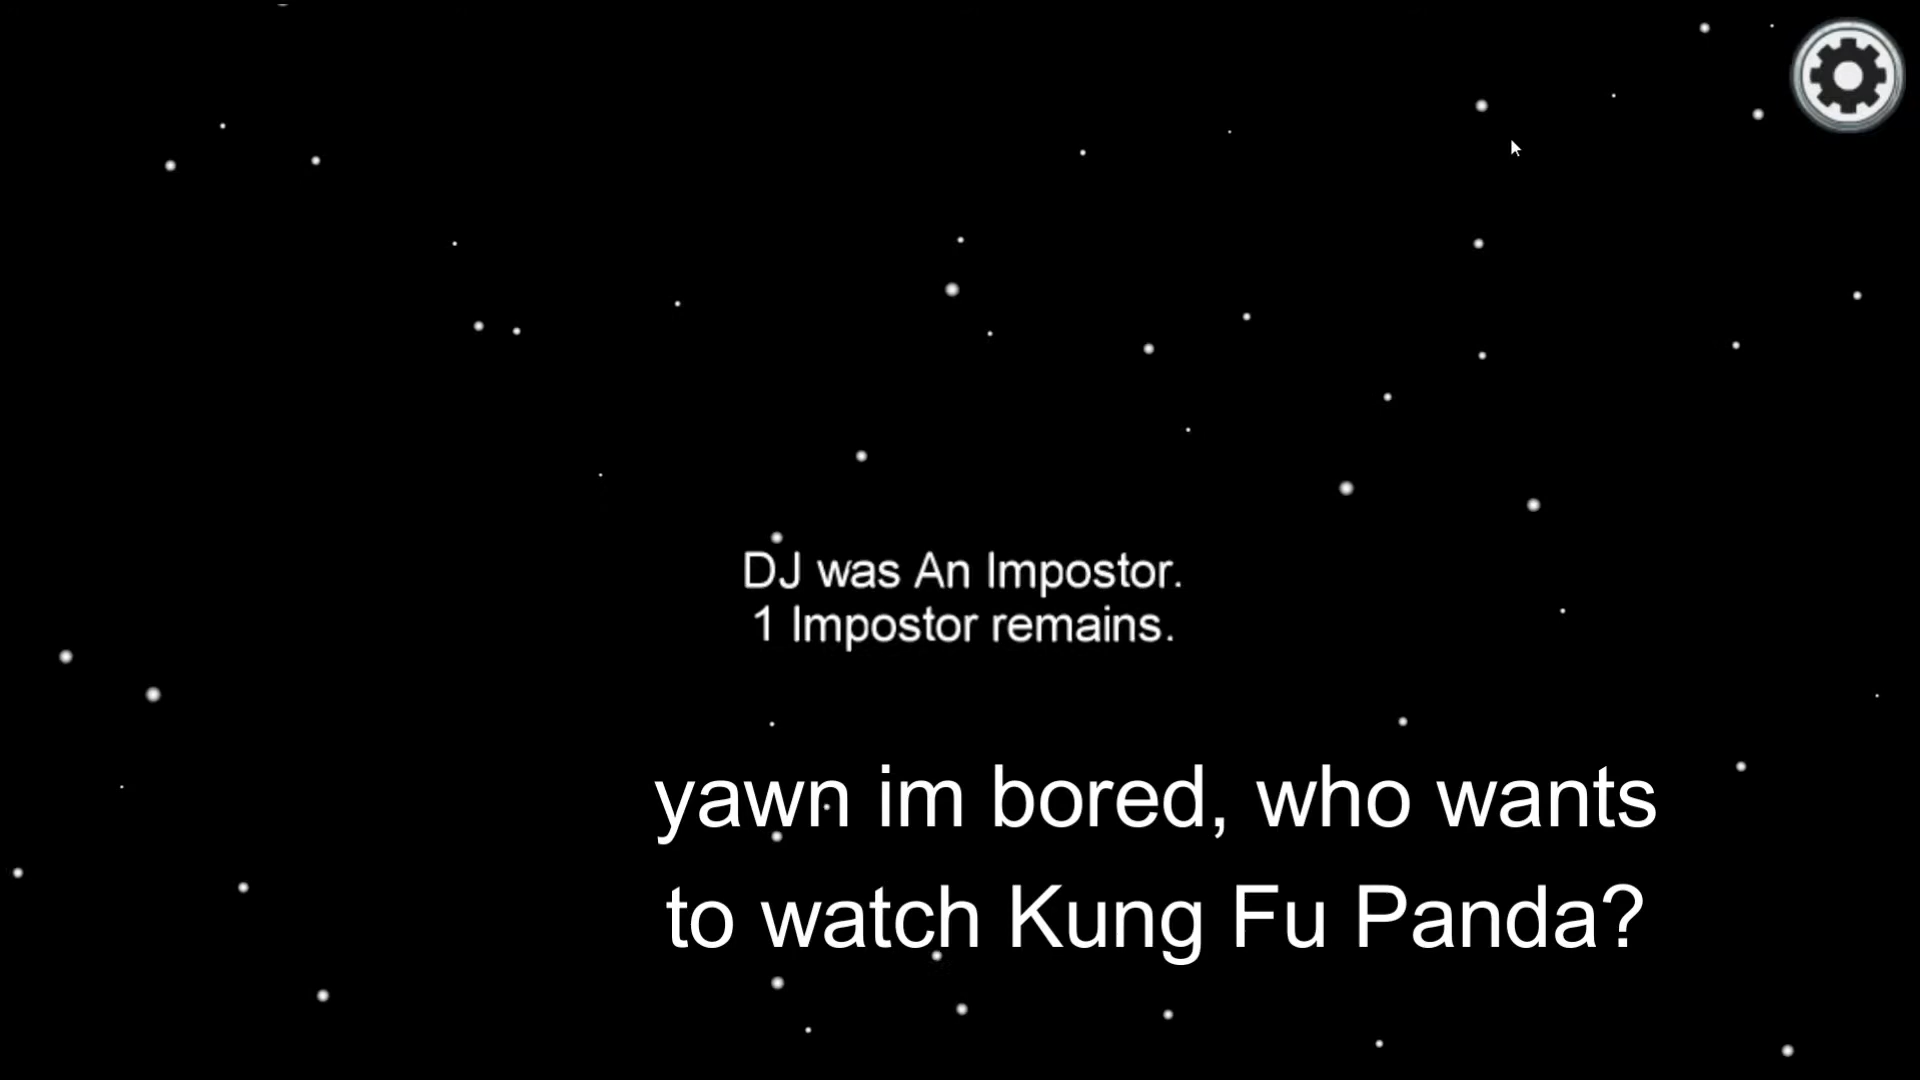 DJ was An Impostor.
1 Impostor remains.
yawn im bored, who wants
to watch Kung Fu Panda?